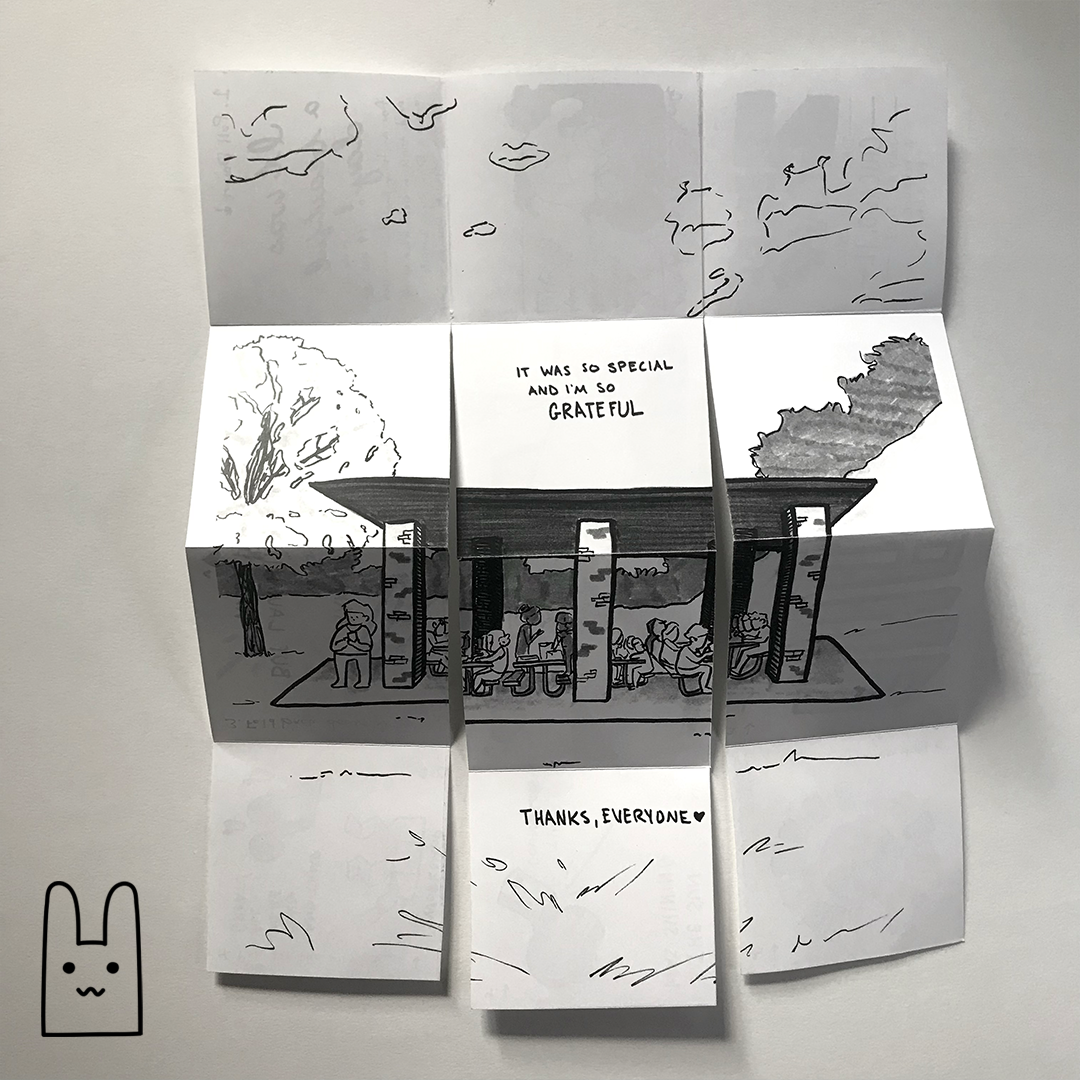 IT WAS SO SPECIAL
AND I'M SO
GRATEFUL
THANKS, EVERYONE♥